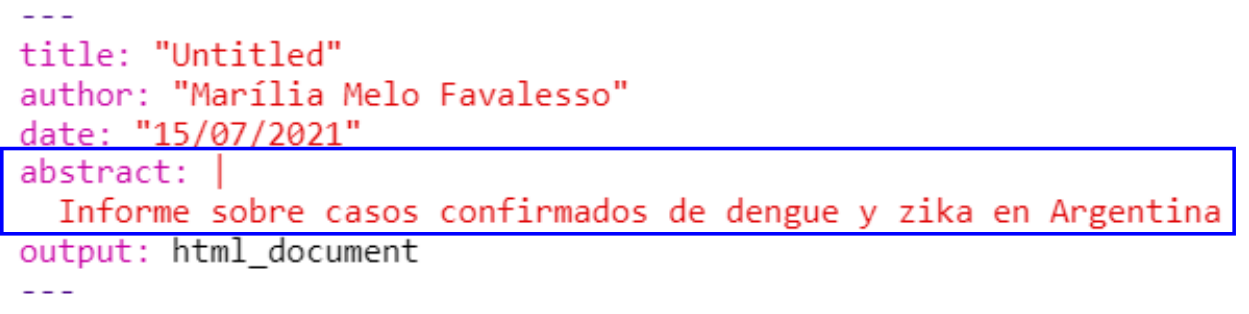 ---
title: "Untitled"
author: "Marília Melo Favalesso"
date: "15/07/2021"
abstract: |
  Informe sobre casos confirmados de dengue y zika en Argentina
output: html_document
---